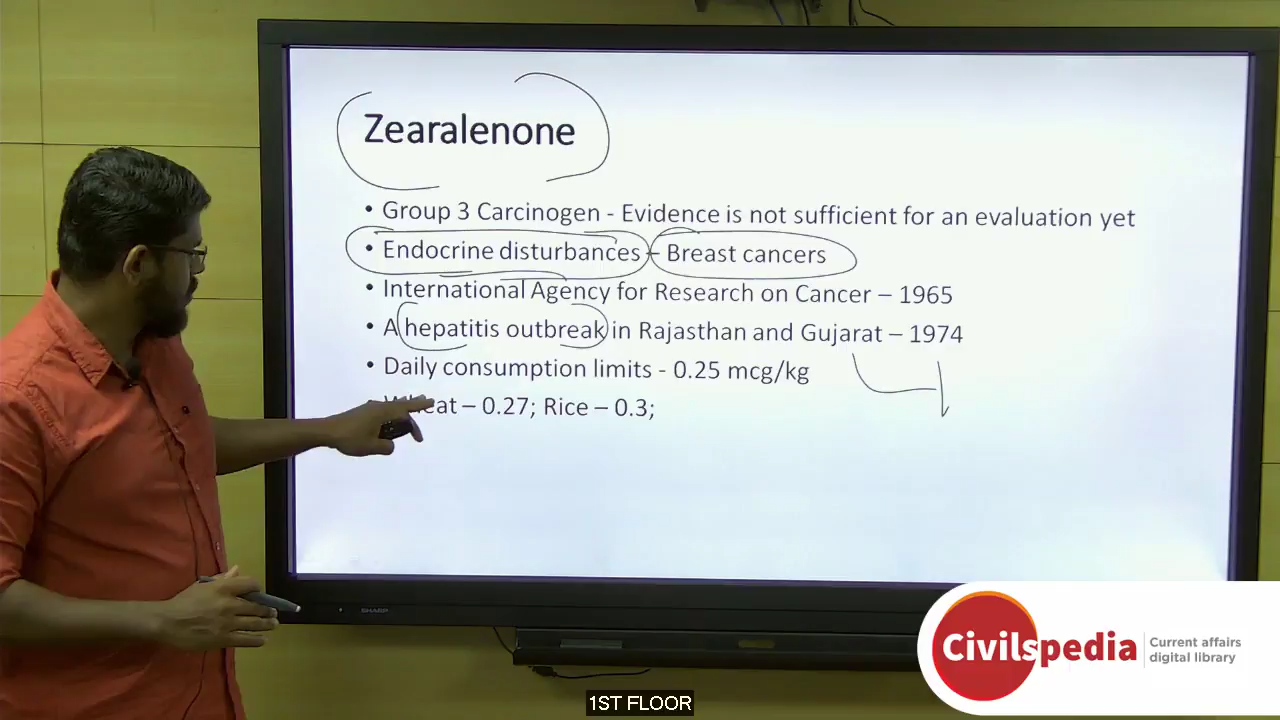 Zearalenone
• Group 3 Carcinogen - Evidence is not sufficient for an evaluation yet
• Endocrine disturbances – Breast cancers
• International Agency for Research on Cancer – 1965
• A hepatitis outbreak in Rajasthan and Gujarat – 1974
• Daily consumption limits - 0.25 mcg/kg
• Wheat – 0.27; Rice – 0.3;
SHARP
Civilspedia
Current affairs
digital library
1ST FLOOR